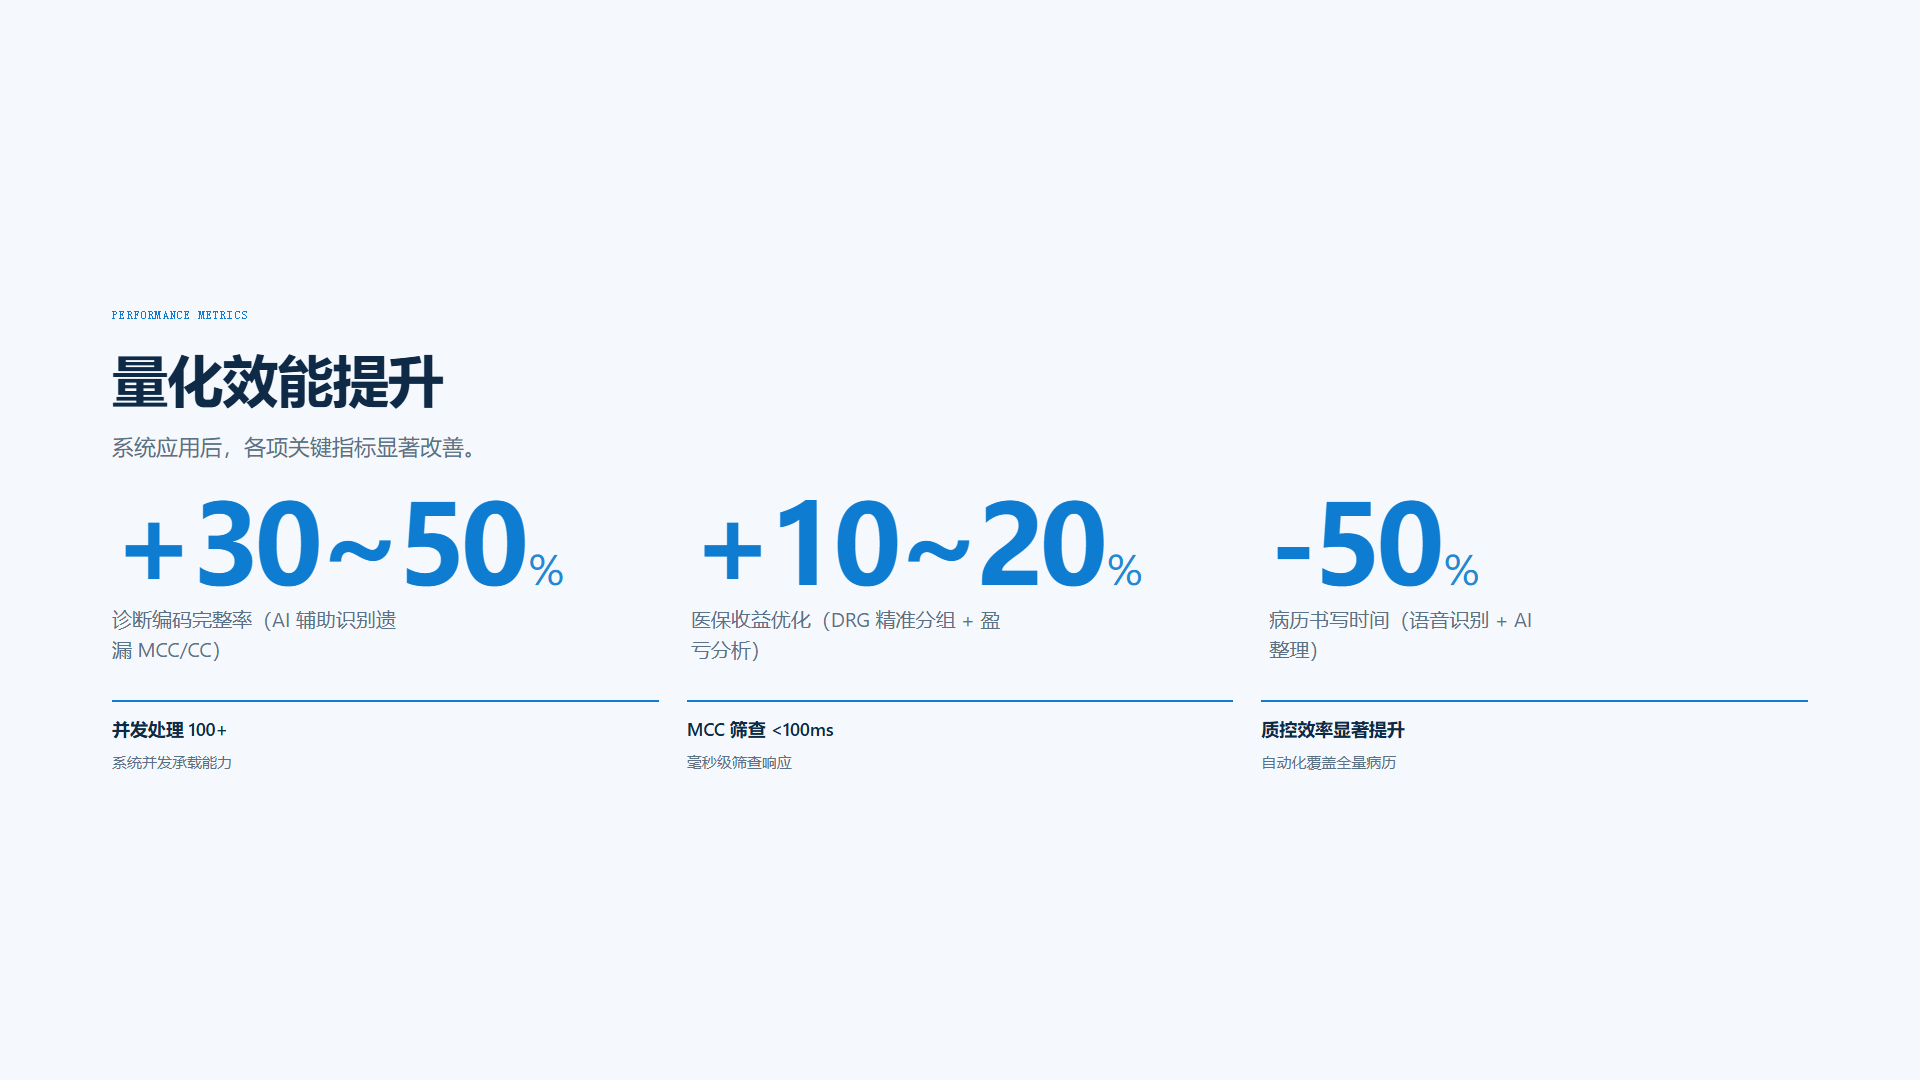 PERFORMANCE METRICS
量化效能提升
系统应用后，各项关键指标显著改善。
+30~50%
诊断编码完整率（AI 辅助识别遗
漏 MCC/CC）
+10~20%
医保收益优化（DRG 精准分组 + 盈
亏分析）
-50%
病历书写时间（语音识别 + AI
整理）
并发处理 100+
系统并发承载能力
MCC 筛查 <100ms
毫秒级筛查响应
质控效率显著提升
自动化覆盖全量病历